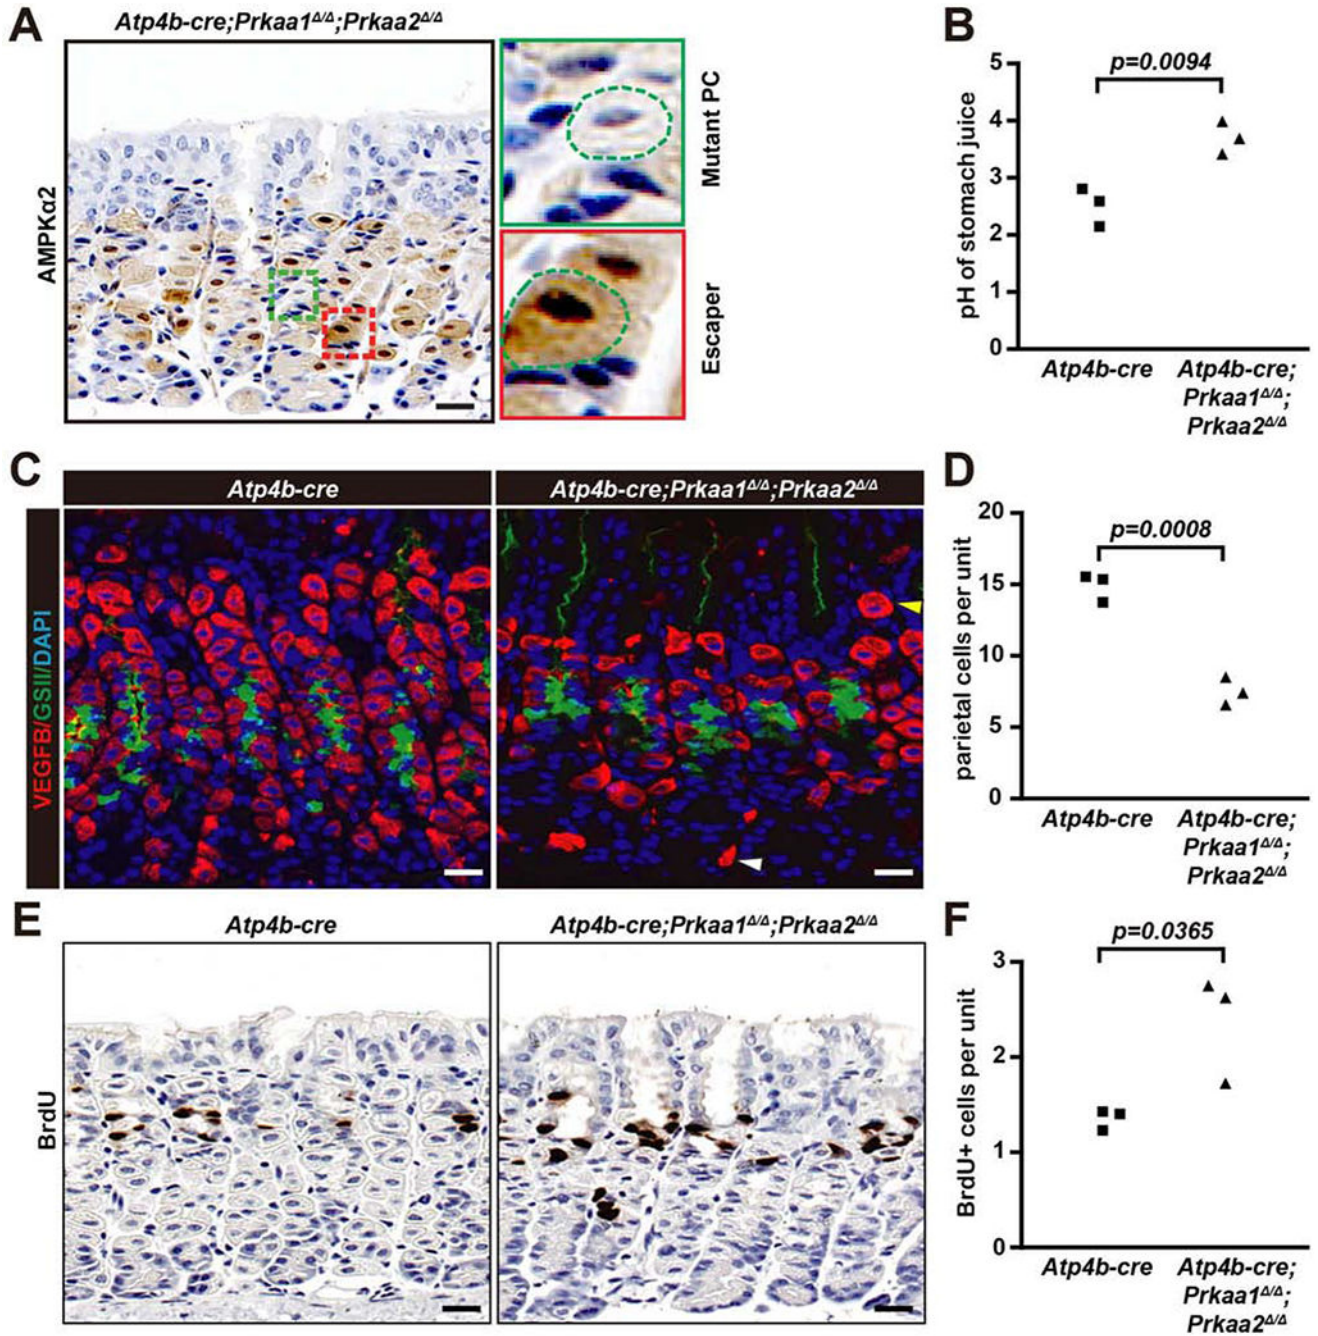 A
Atp4b-cre;Prkaa1Δ/Δ;Prkaa2Δ/Δ
AMPKα2
Mutant PC
Escaper
B
pH of stomach juice
5
4
3
2
1
0
p=0.0094
Atp4b-cre
Atp4b-cre;
Prkaa1Δ/Δ;
Prkaa2Δ/Δ
C
Atp4b-cre
Atp4b-cre;Prkaa1Δ/Δ;Prkaa2Δ/Δ
VEGFB/GSII/DAPI
D
parietal cells per unit
20
15
10
5
0
p=0.0008
Atp4b-cre
Atp4b-cre;
Prkaa1Δ/Δ;
Prkaa2Δ/Δ
E
Atp4b-cre
Atp4b-cre;Prkaa1Δ/Δ;Prkaa2Δ/Δ
BrdU
F
BrdU+ cells per unit
3
2
1
0
p=0.0365
Atp4b-cre
Atp4b-cre;
Prkaa1Δ/Δ;
Prkaa2Δ/Δ